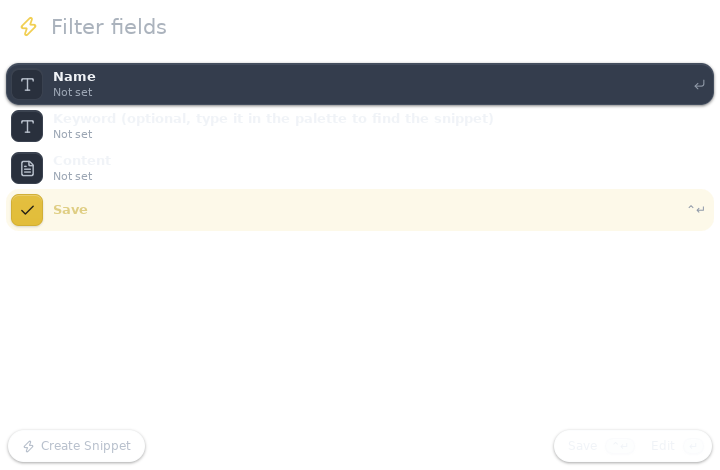 Filter fields
Name
Not set
Keyword (optional, type it in the palette to find the snippet)
Not set
Content
Not set
Save
Create Snippet
Save
Edit